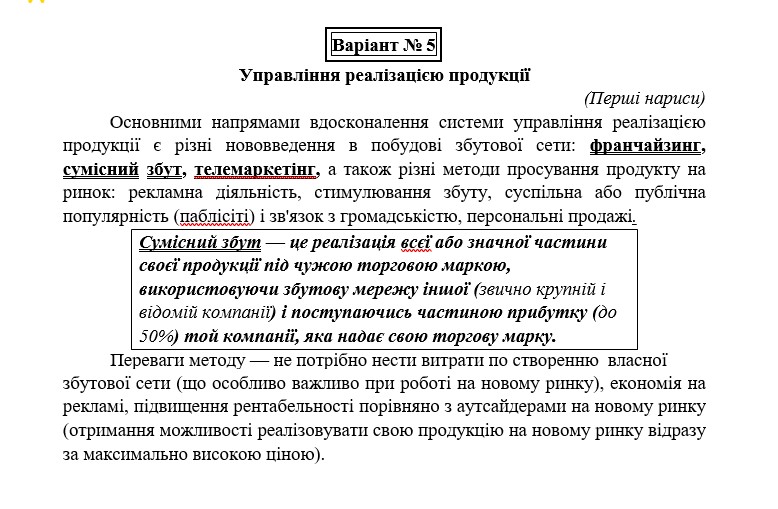 Варіант № 5
Управління реалізацією продукції
(Перші нариси)
Основними напрямами вдосконалення системи управління реалізацією
продукції є різні нововведення в побудові збутової сети: франчайзинг,
сумісний збут, телемаркетінг, а також різні методи просування продукту на
ринок: рекламна діяльність, стимулювання збуту, суспільна або публічна
популярність (пабліcіті) і зв'язок з громадськістю, персональні продажі.
Сумісний збут — це реалізація всєї або значної частини
своєї продукції під чужою торговою маркою,
використовуючи збутову мережу іншої (звично крупній і
відомій компанії) і поступаючись частиною прибутку (до
50%) той компанії, яка надає свою торгову марку.
Переваги методу — не потрібно нести витрати по створенню власної
збутової сети (що особливо важливо при роботі на новому ринку), економія на
рекламі, підвищення рентабельності порівняно з аутсайдерами на новому ринку
(отримання можливості реалізовувати свою продукцію на новому ринку відразу
за максимально високою ціною).